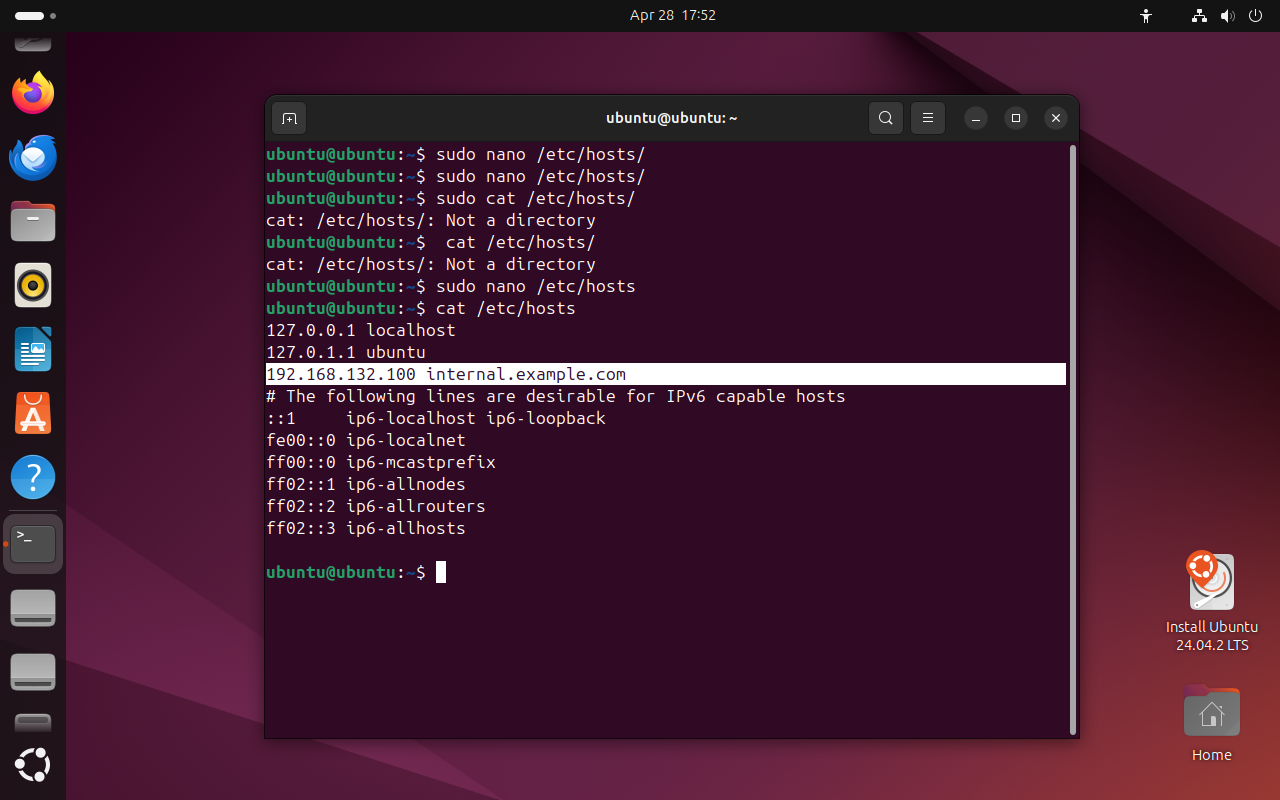 Apr 28 17:52
ubuntu@ubuntu: ~
ubuntu@ubuntu:~$ sudo nano /etc/hosts/
ubuntu@ubuntu:~$ sudo nano /etc/hosts/
ubuntu@ubuntu:~$ sudo cat /etc/hosts/
cat: /etc/hosts/: Not a directory
ubuntu@ubuntu:~$  cat /etc/hosts/
cat: /etc/hosts/: Not a directory
ubuntu@ubuntu:~$ sudo nano /etc/hosts
ubuntu@ubuntu:~$ cat /etc/hosts
127.0.0.1 localhost
127.0.1.1 ubuntu
192.168.132.100 internal.example.com
# The following lines are desirable for IPv6 capable hosts
::1     ip6-localhost ip6-loopback
fe00::0 ip6-localnet
ff00::0 ip6-mcastprefix
ff02::1 ip6-allnodes
ff02::2 ip6-allrouters
ff02::3 ip6-allhosts
ubuntu@ubuntu:~$
Install Ubuntu
24.04.2 LTS
Home